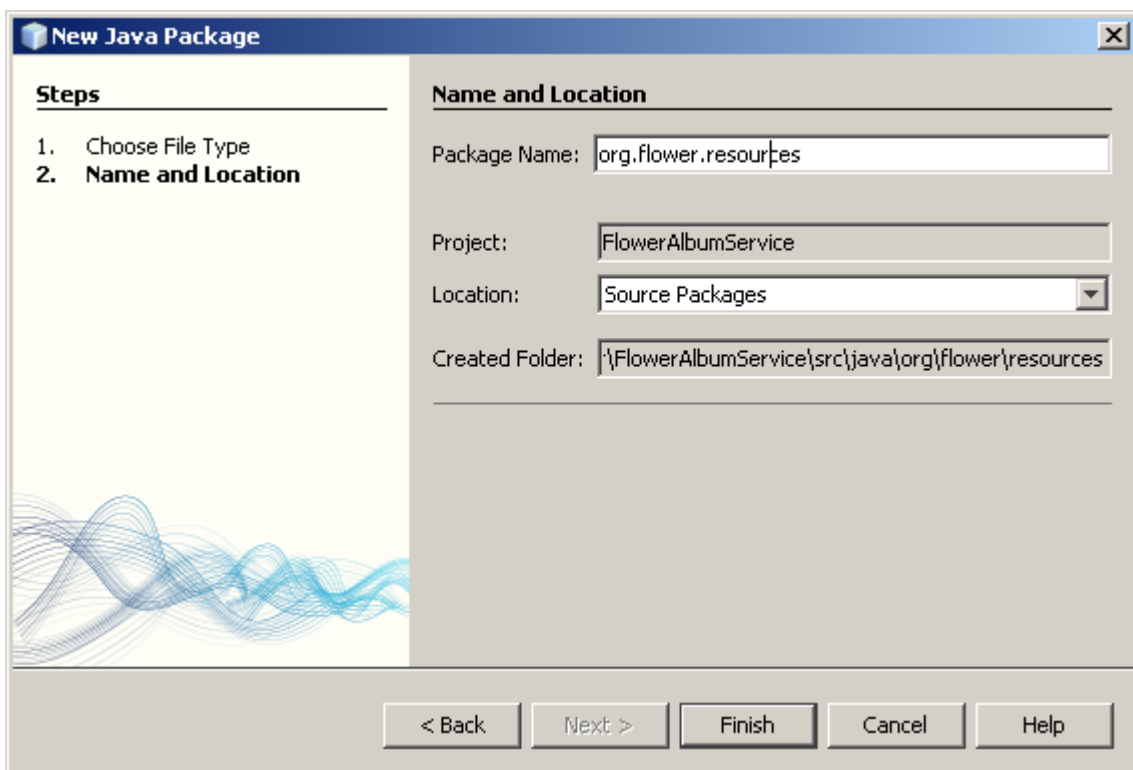 New Java Package
Steps
1. Choose File Type
2. Name and Location
Name and Location
Package Name: org.flower.resources
Project: FlowerAlbumService
Location: Source Packages
Created Folder: \FlowerAlbumService\src\java\org\flower\resources
< Back Next > Finish Cancel Help